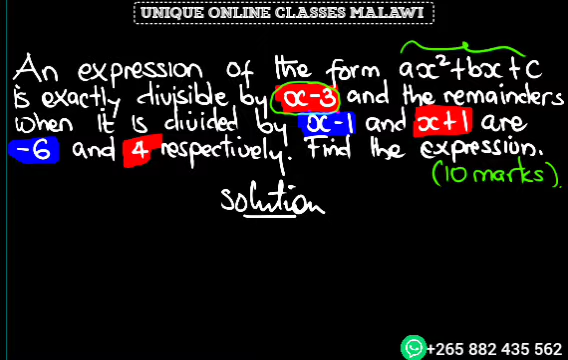 UNIQUE ONLINE CLASSES MALAWI
An expression of the form ax²+bx+c
is exactly divisible by x-3 and the remainders
when it is divided by x-1 and x+1 are
-6 and 4 respectively. Find the expression.
(10 marks).
Solution
+265 882 435 562